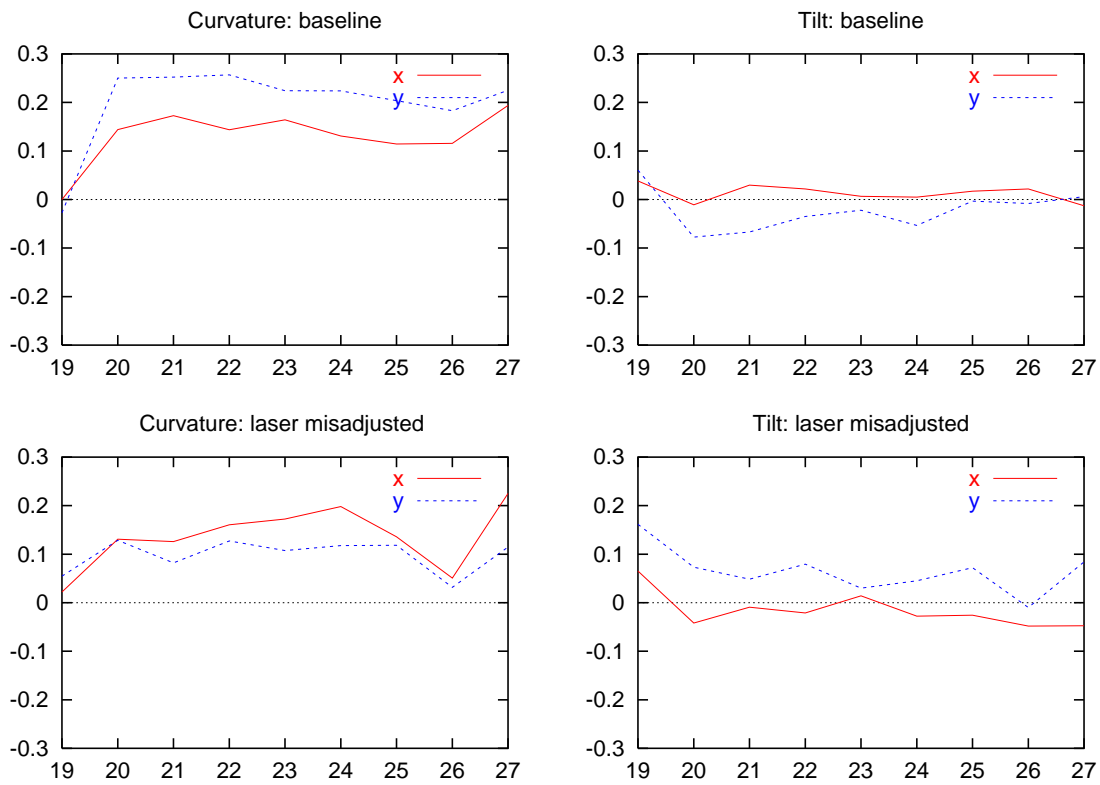 Curvature: baseline
0.3
0.2
0.1
0
-0.1
-0.2
-0.3
x
y
19 20 21 22 23 24 25 26 27
Tilt: baseline
0.3
0.2
0.1
0
-0.1
-0.2
-0.3
x
y
19 20 21 22 23 24 25 26 27
Curvature: laser misadjusted
0.3
0.2
0.1
0
-0.1
-0.2
-0.3
x
y
19 20 21 22 23 24 25 26 27
Tilt: laser misadjusted
0.3
0.2
0.1
0
-0.1
-0.2
-0.3
x
y
19 20 21 22 23 24 25 26 27